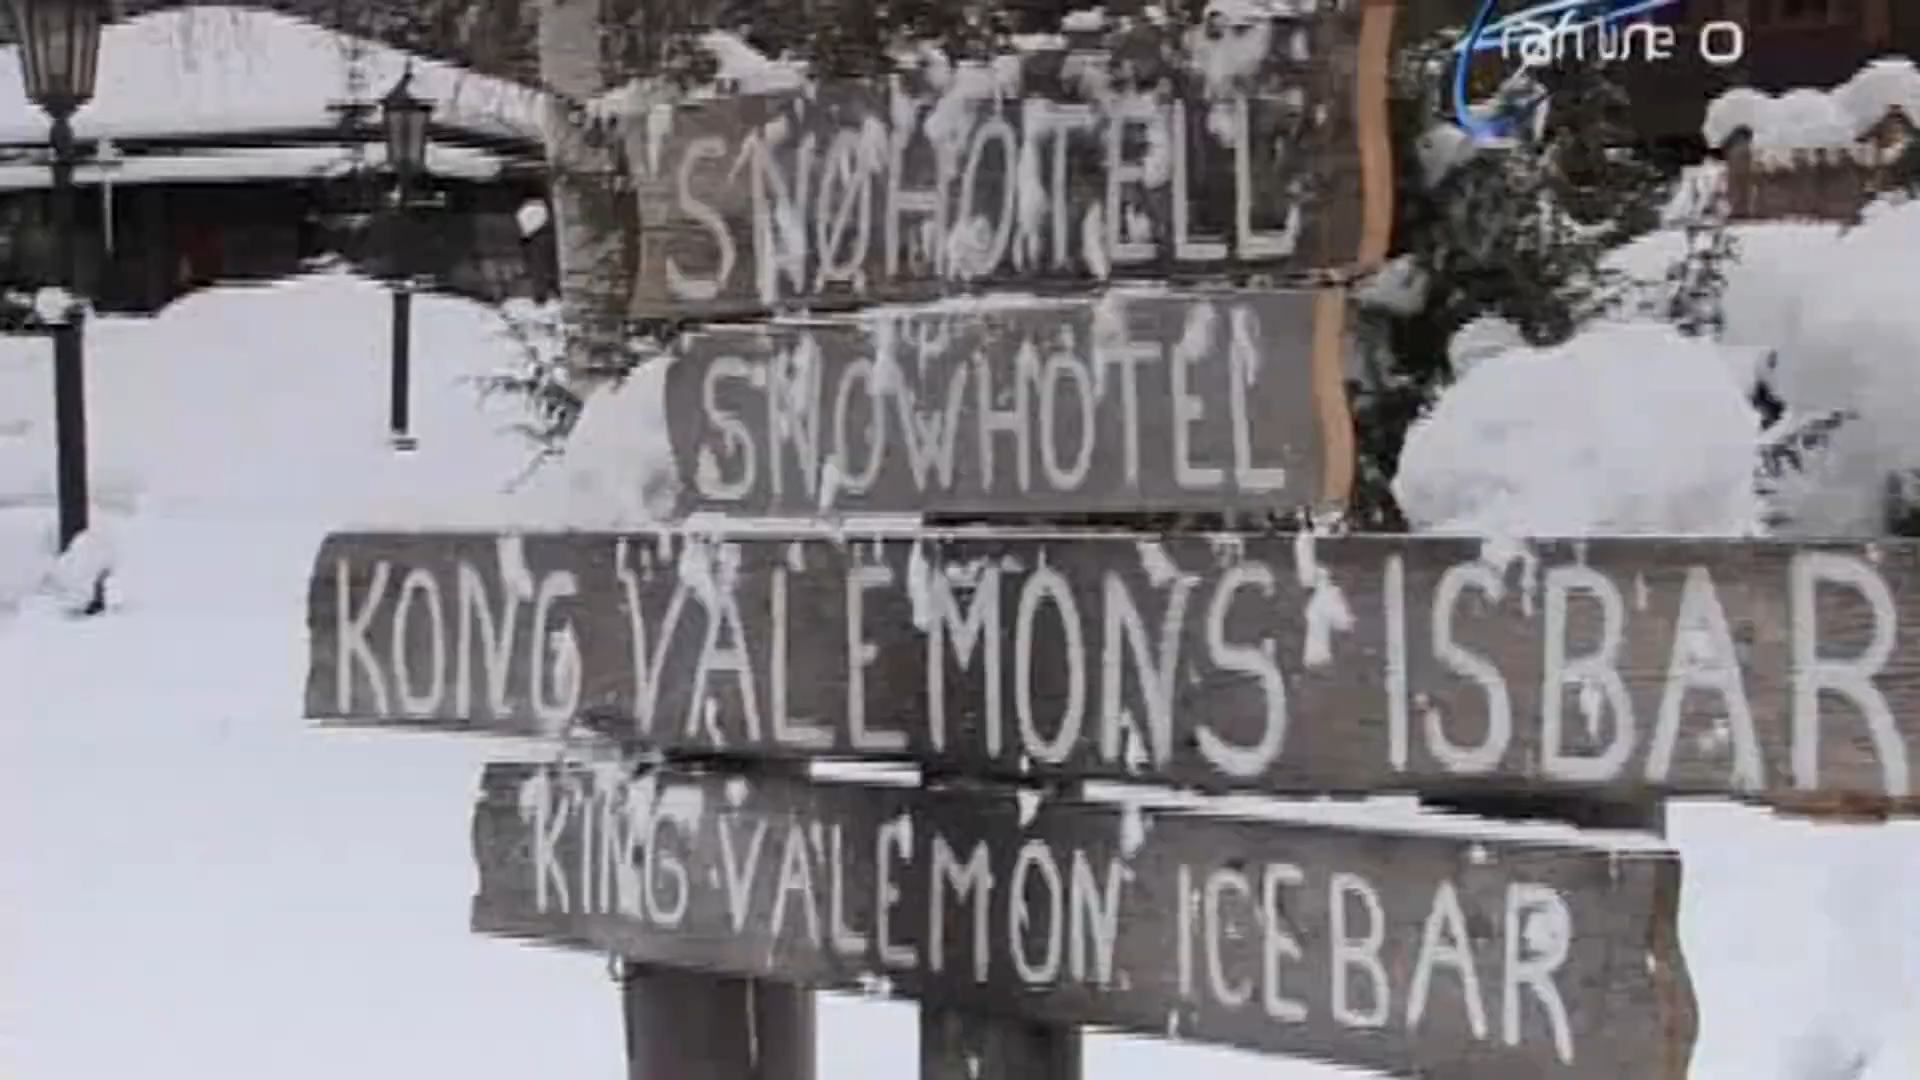 SNØHOTELL
SNOWHOTEL
KONG VALEMONS ISBAR
KING VALEMON ICEBAR